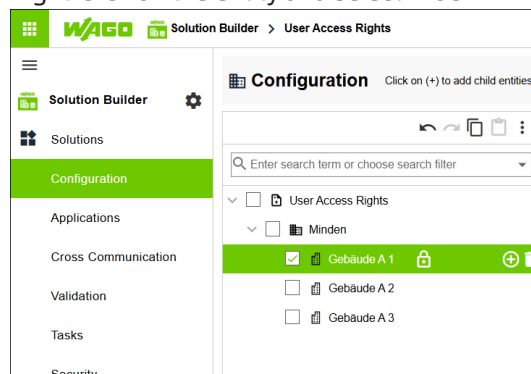 WAGO Solution Builder > User Access Rights
Solution Builder
Solutions
Configuration
Applications
Cross Communication
Validation
Tasks
Security
Configuration Click on (+) to add child entities
Enter search term or choose search filter
User Access Rights
Minden
Gebäude A 1
Gebäude A 2
Gebäude A 3